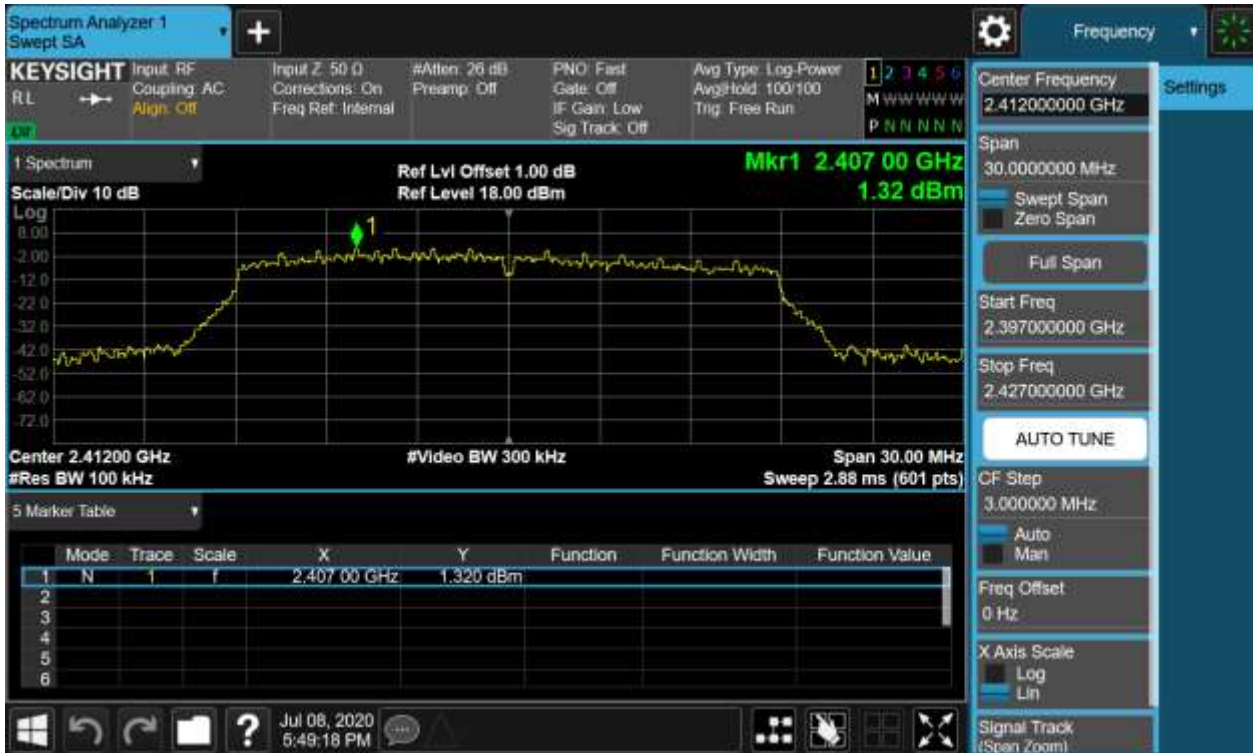 Spectrum Analyzer 1
Swept SA
Frequency
KEYSIGHT
RL
Input: RF
Coupling: AC
Align: Off
Input Z: 50 Ω
Corrections: On
Freq Ref: Internal
#Atten: 26 dB
Preamp: Off
PNO: Fast
Gate: Off
IF Gain: Low
Sig Track: Off
Avg Type: Log-Power
Avg|Hold: 100/100
Trig: Free Run
1 2 3 4 5 6
M W W W W W
P N N N N N
Center Frequency
2.412000000 GHz
Settings
Span
30.0000000 MHz
Swept Span
Zero Span
Full Span
Start Freq
2.397000000 GHz
Stop Freq
2.427000000 GHz
AUTO TUNE
CF Step
3.000000 MHz
Auto
Man
Freq Offset
0 Hz
X Axis Scale
Log
Lin
Signal Track
(Span Zoom)
1 Spectrum
Scale/Div 10 dB
Ref Lvl Offset 1.00 dB
Ref Level 18.00 dBm
Mkr1 2.407 00 GHz
1.32 dBm
Log
8.00
-2.00
-12.0
-22.0
-32.0
-42.0
-52.0
-62.0
-72.0
1
Center 2.41200 GHz
#Res BW 100 kHz
#Video BW 300 kHz
Span 30.00 MHz
Sweep 2.88 ms (601 pts)
5 Marker Table
Mode Trace Scale X Y Function Function Width Function Value
1 N 1 f 2.407 00 GHz 1.320 dBm
2
3
4
5
6
Jul 08, 2020
5:49:18 PM